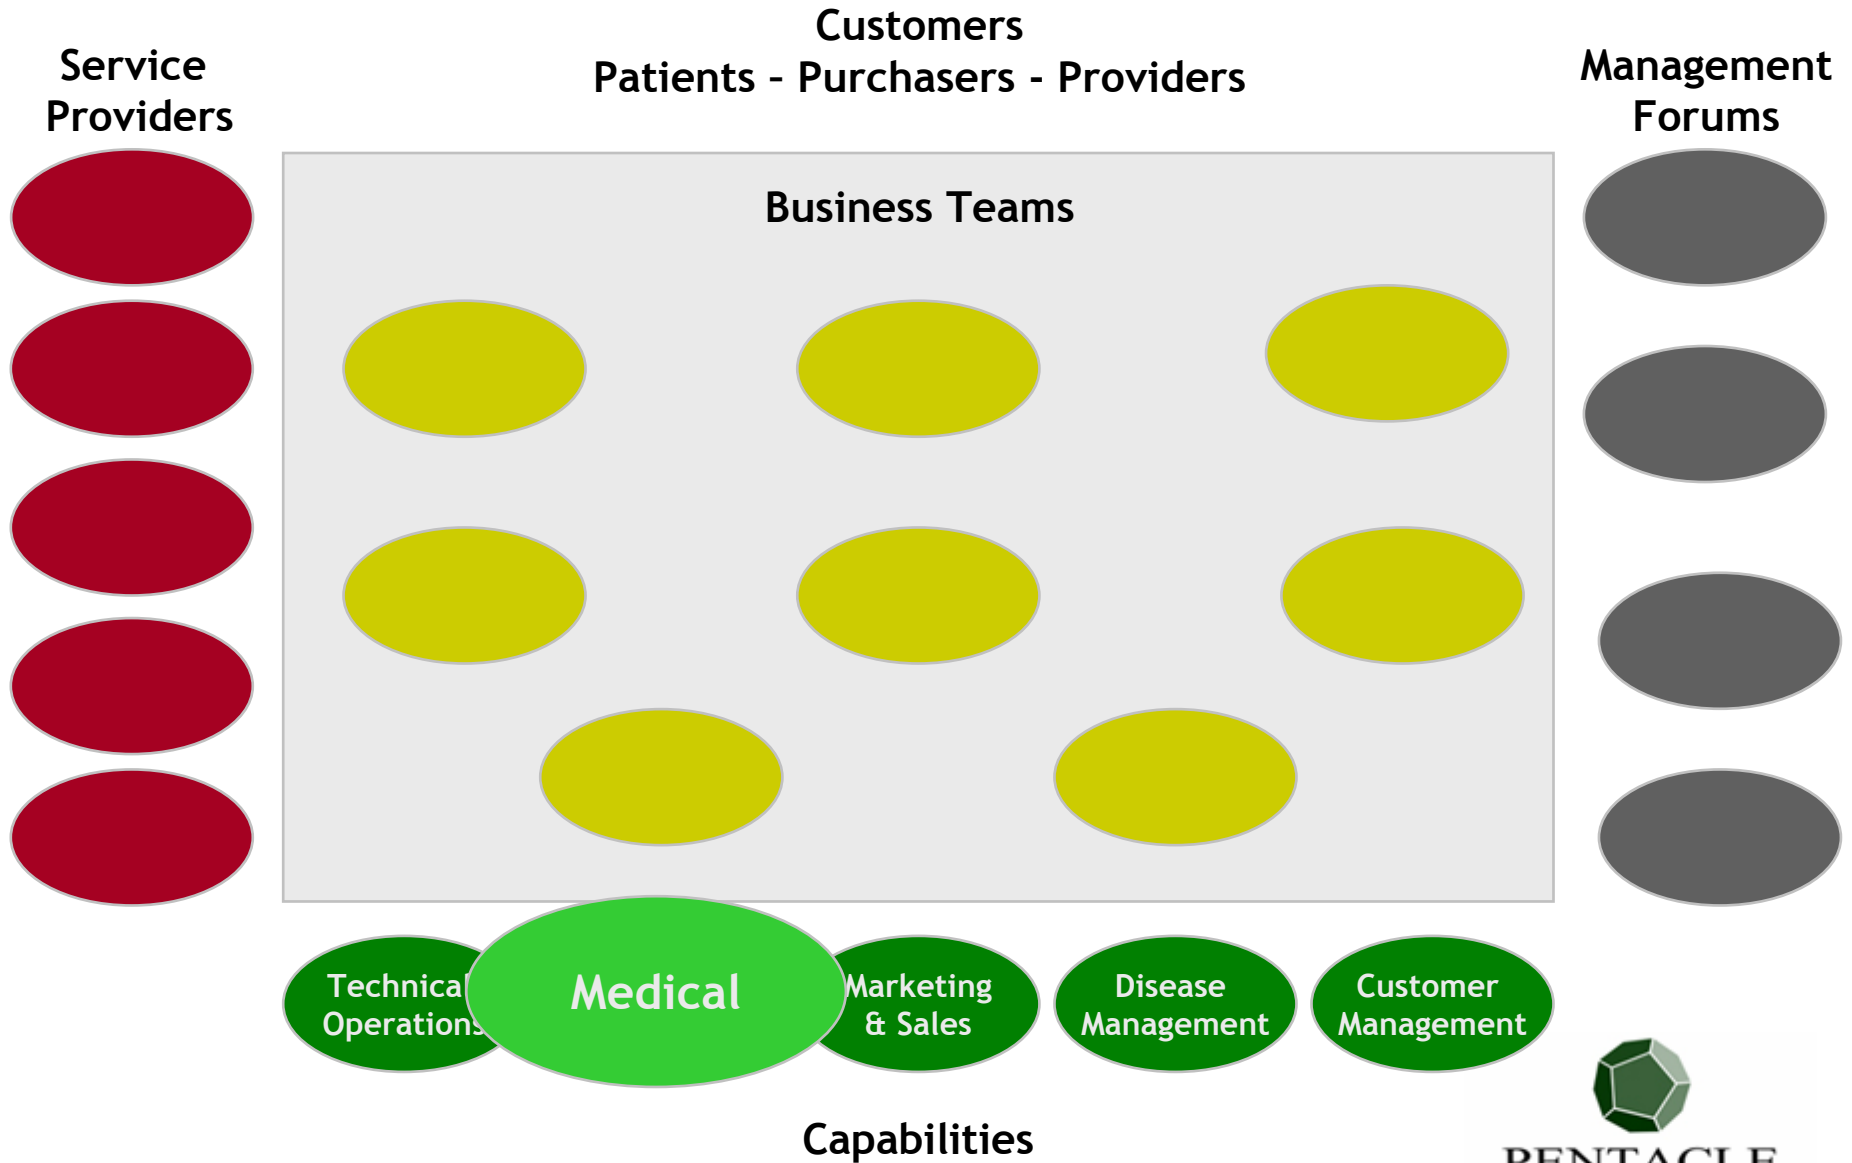 Customers
Patients – Purchasers - Providers
Service
Providers
Management
Forums
Business Teams
Technical
Operations
Medical
Marketing
& Sales
Disease
Management
Customer
Management
Capabilities
PENTACLE